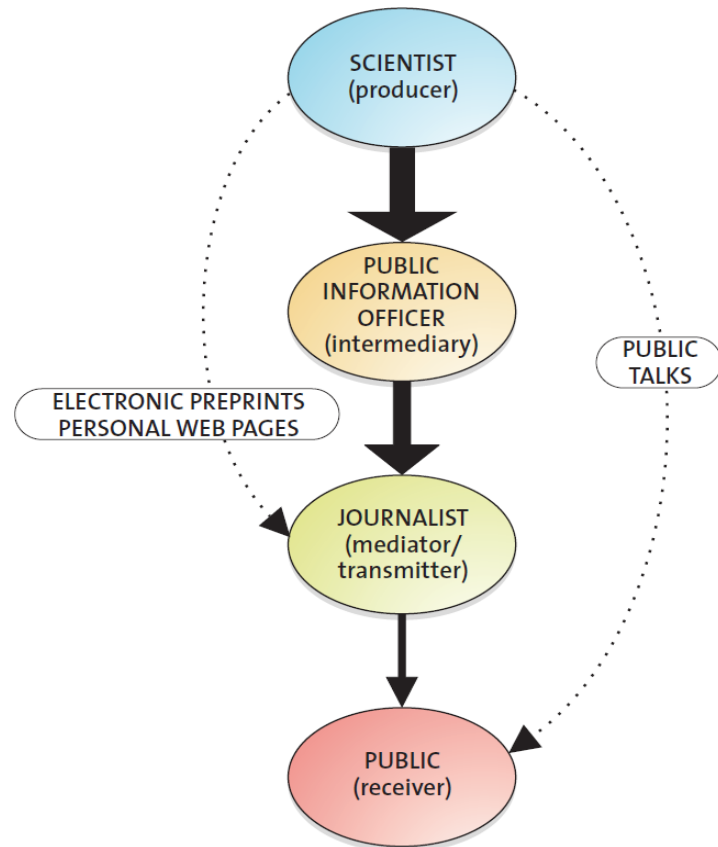 SCIENTIST
(producer)
PUBLIC
INFORMATION
OFFICER
(intermediary)
PUBLIC
TALKS
ELECTRONIC PREPRINTS
PERSONAL WEB PAGES
JOURNALIST
(mediator/
transmitter)
PUBLIC
(receiver)